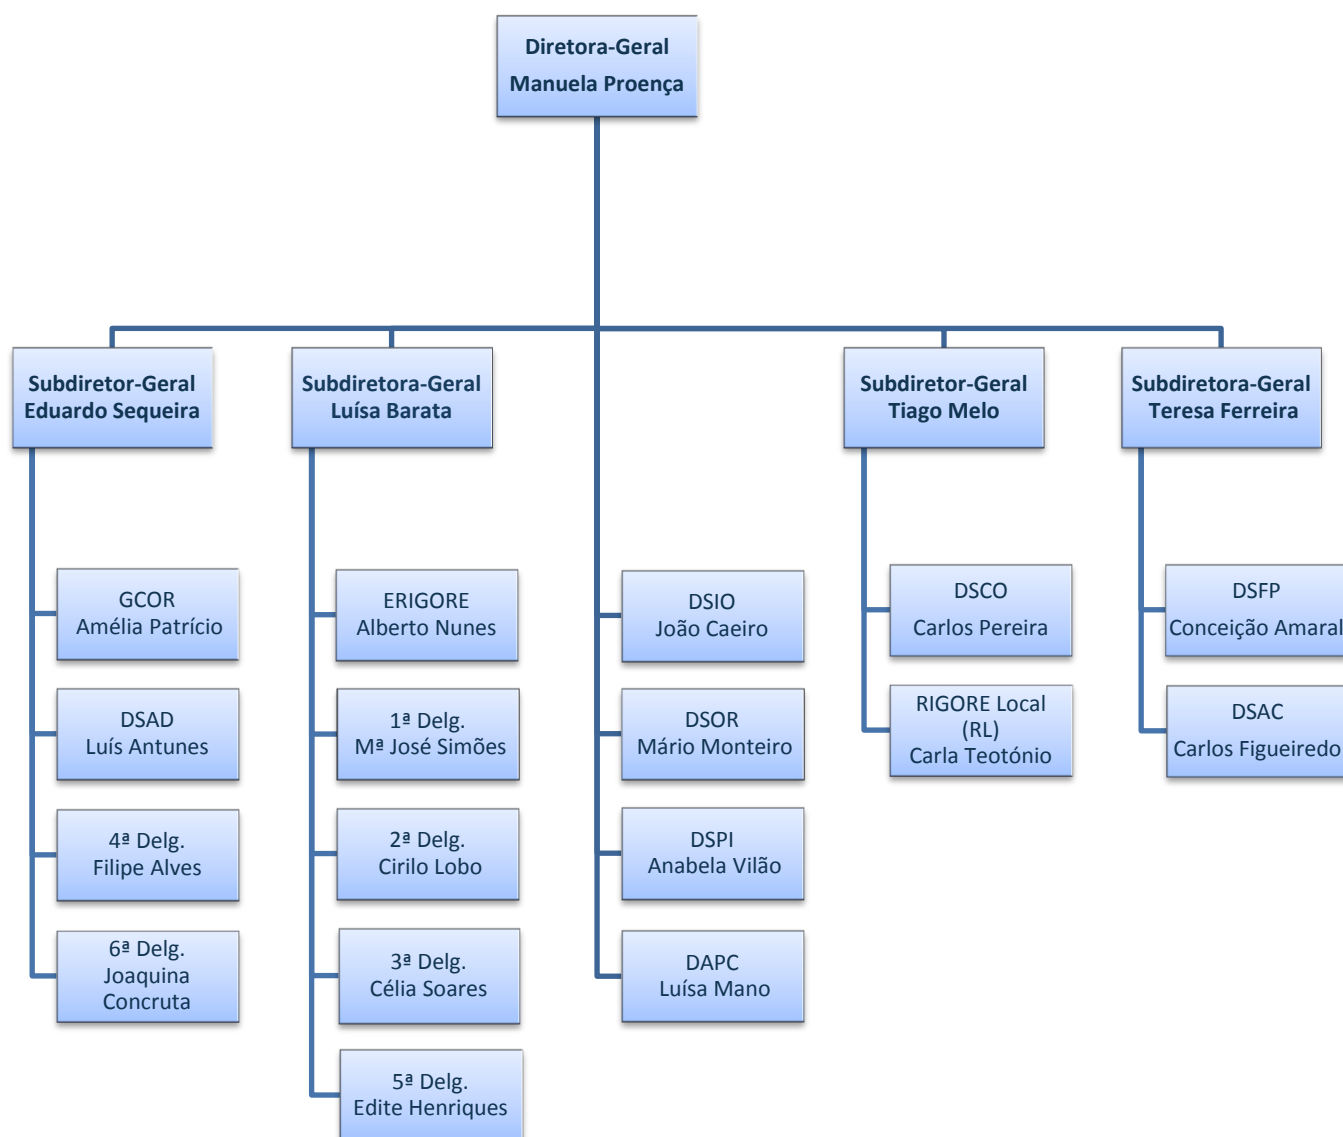 Diretora-Geral
Manuela Proença
Subdiretor-Geral
Eduardo Sequeira
Subdiretora-Geral
Luísa Barata
Subdiretor-Geral
Tiago Melo
Subdiretora-Geral
Teresa Ferreira
GCOR
Amélia Patrício
DSAD
Luís Antunes
4ª Delg.
Filipe Alves
6ª Delg.
Joaquina
Concruta
ERIGORE
Alberto Nunes
1ª Delg.
Mª José Simões
2ª Delg.
Cirilo Lobo
3ª Delg.
Célia Soares
5ª Delg.
Edite Henriques
DSIO
João Caeiro
DSOR
Mário Monteiro
DSPI
Anabela Vilão
DAPC
Luísa Mano
DSCO
Carlos Pereira
RIGORE Local
(RL)
Carla Teotónio
DSFP
Conceição Amaral
DSAC
Carlos Figueiredo